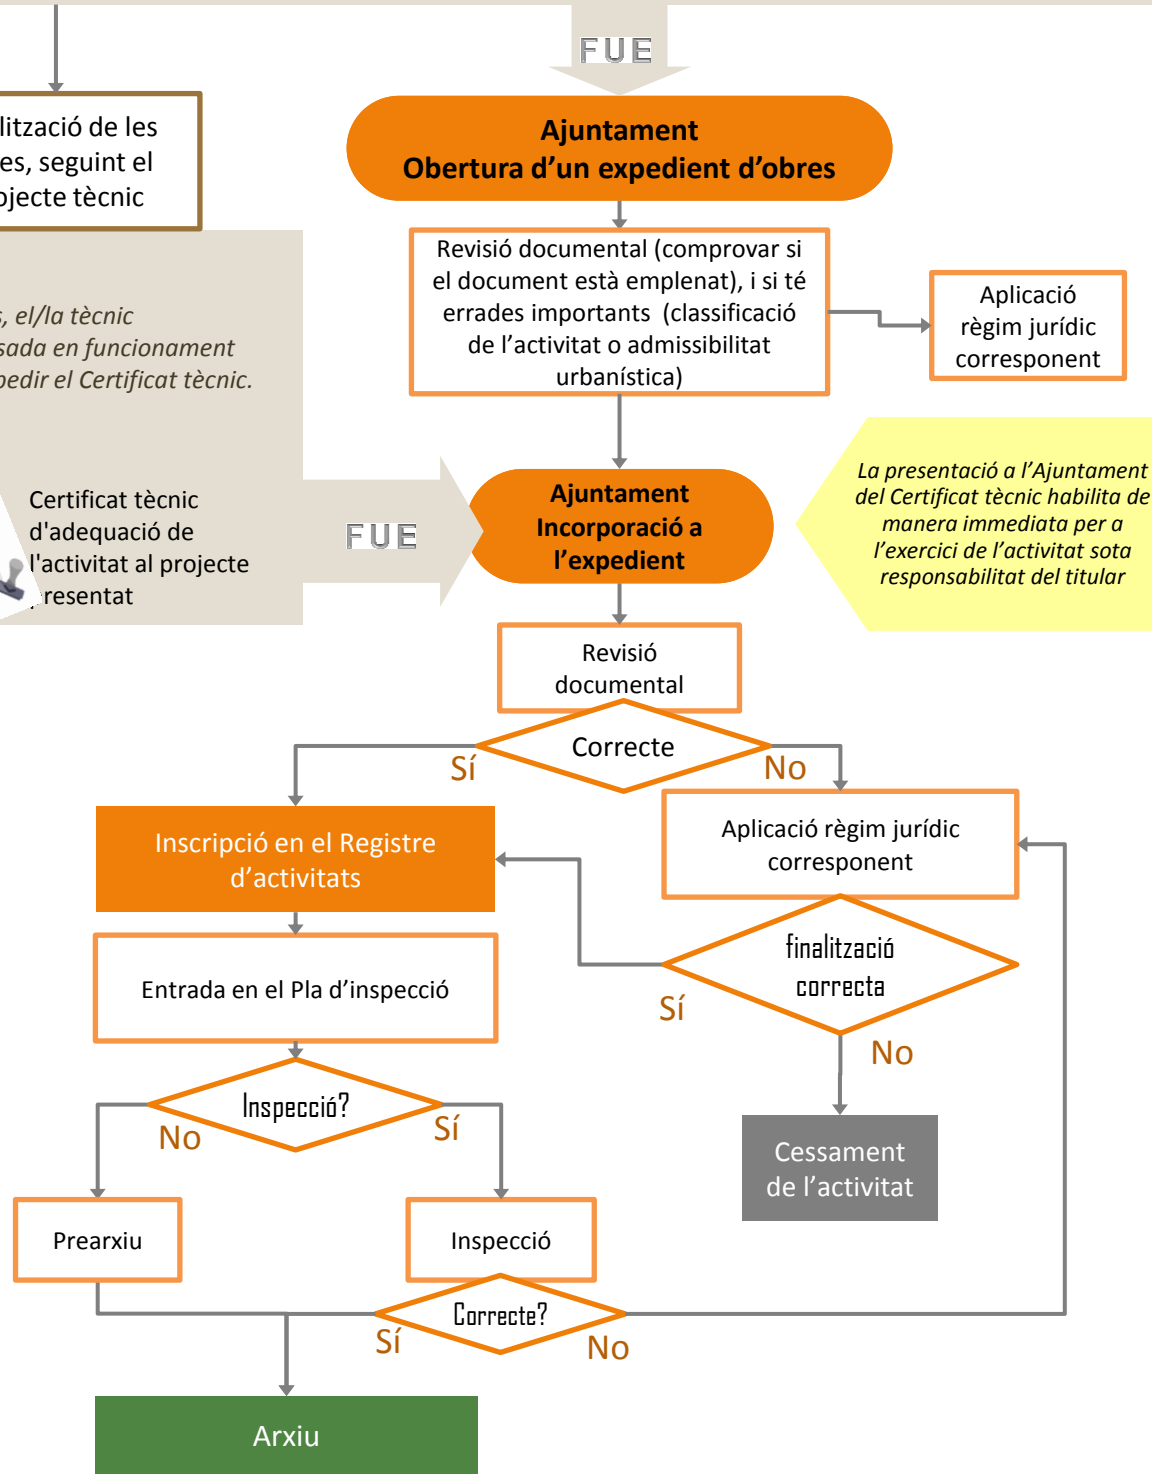 FUE
lització de les
es, seguint el
ojecte tècnic
Ajuntament
Obertura d'un expedient d'obres
Revisió documental (comprovar si
el document està emplenat), i si té
errades importants (classificació
de l'activitat o admissibilitat
urbanística)
Aplicació
règim jurídic
corresponent
s, el/la tècnic
sada en funcionament
pedir el Certificat tècnic.
Certificat tècnic
d'adequació de
l'activitat al projecte
presentat
FUE
Ajuntament
Incorporació a
l'expedient
La presentació a l'Ajuntament
del Certificat tècnic habilita de
manera immediata per a
l'exercici de l'activitat sota
responsabilitat del titular
Revisió
documental
Correcte
Sí
No
Inscripció en el Registre
d'activitats
Aplicació règim jurídic
corresponent
Entrada en el Pla d'inspecció
finalització
correcta
Sí
No
Inspecció?
No
Sí
Cessament
de l'activitat
Prearxiu
Inspecció
Correcte?
Sí
No
Arxiu